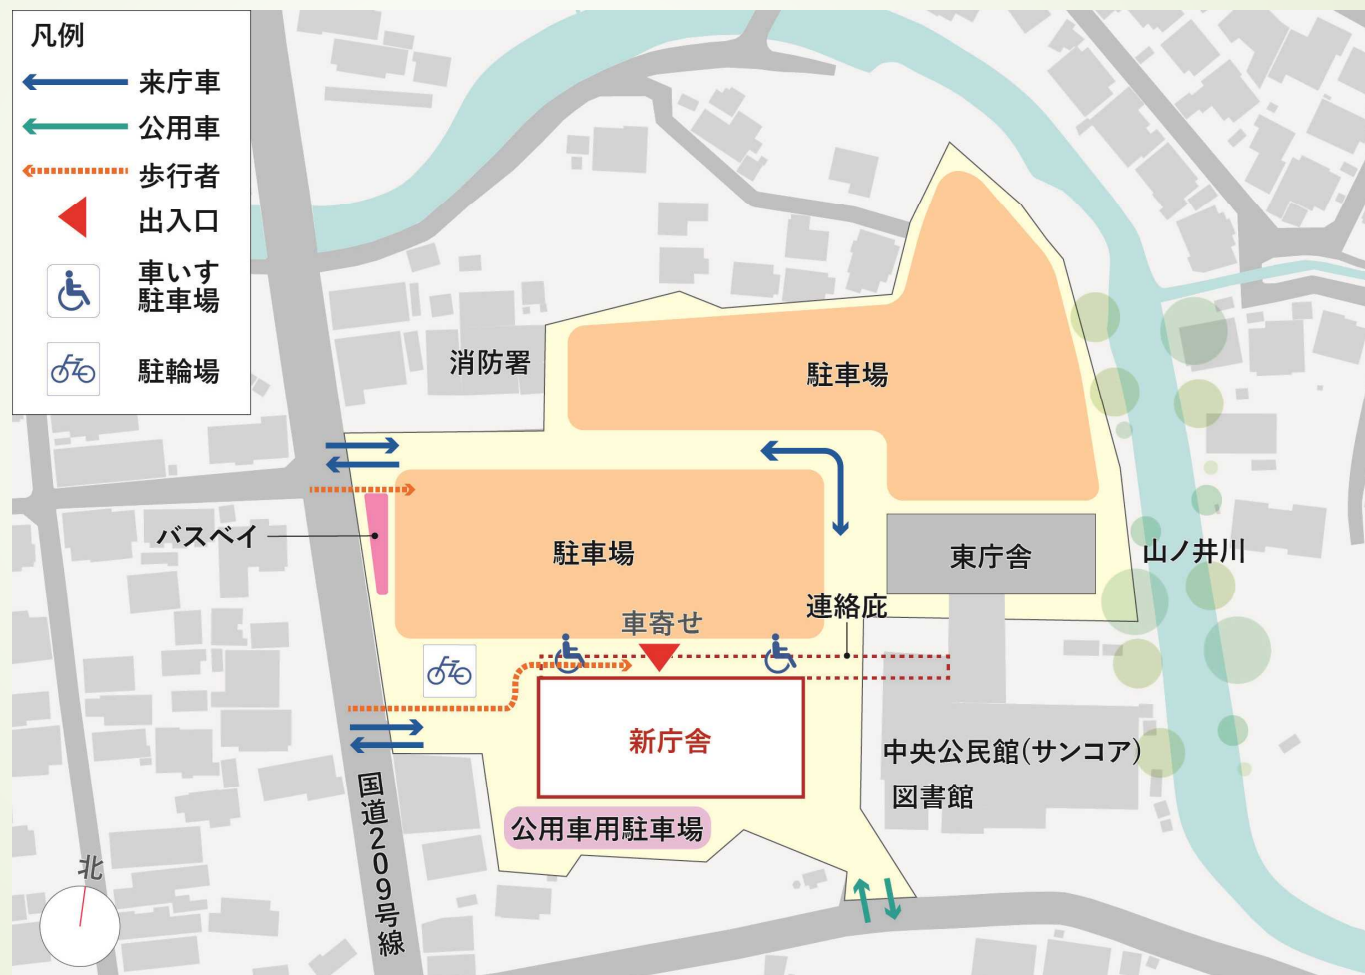 凡例
来庁車
公用車
歩行者
出入口
車いす
駐車場
駐輪場
消防署
駐車場
バスベイ
駐車場
東庁舎
山ノ井川
連絡庇
車寄せ
新庁舎
中央公民館(サンコア)
図書館
公用車用駐車場
国道209号線
北